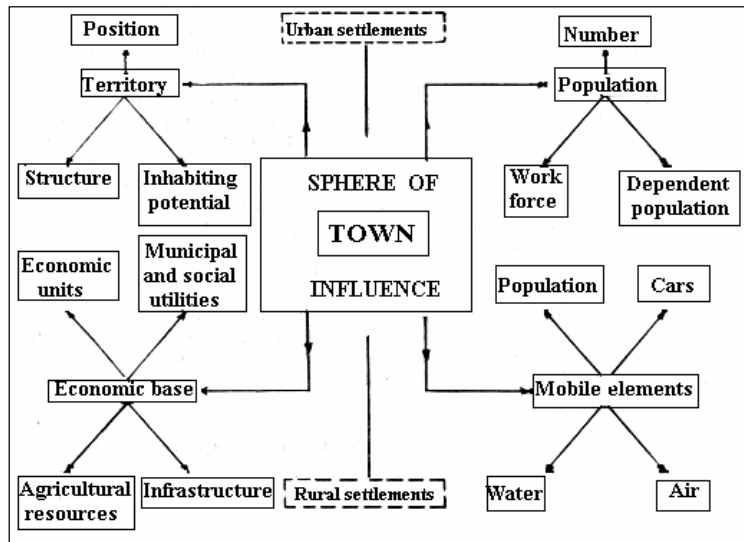 Position
Territory
Structure
Inhabiting
potential
Urban settlements
Number
Population
Work
force
Dependent
population
SPHERE OF
TOWN
INFLUENCE
Economic
units
Municipal
and social
utilities
Economic base
Agricultural
resources
Infrastructure
Population
Cars
Mobile elements
Water
Air
Rural settlements